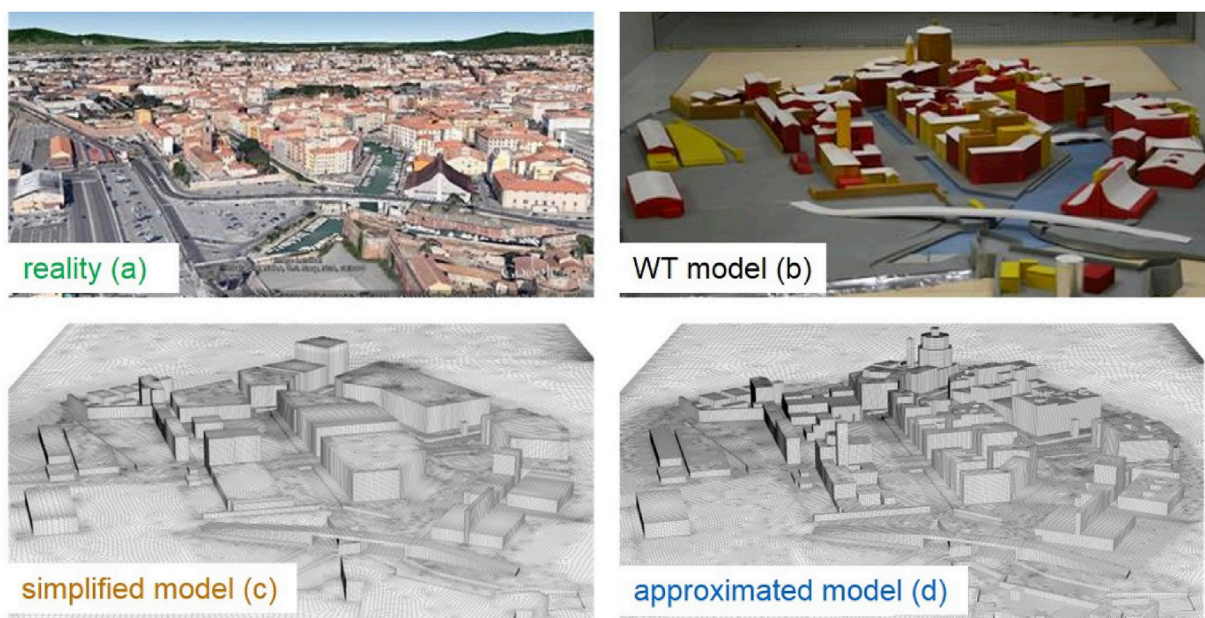 reality (a)
WT model (b)
simplified model (c)
approximated model (d)